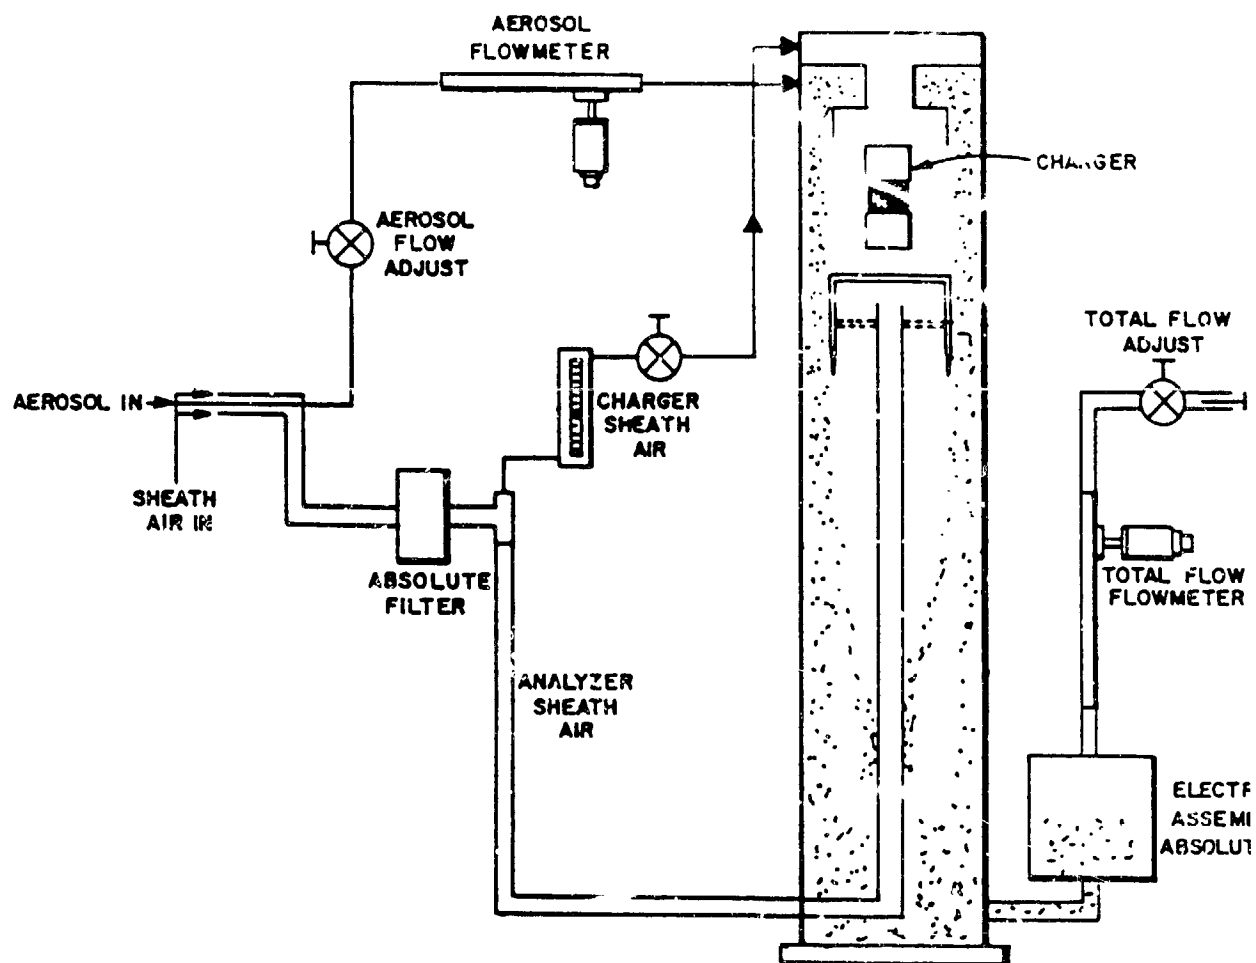 AEROSOL
FLOWMETER
CHARGER
AEROSOL
FLOW
ADJUST
TOTAL FLOW
ADJUST
AEROSOL IN
CHARGER
SHEATH
AIR
SHEATH
AIR IN
ABSOLUTE
FILTER
TOTAL FLOW
FLOWMETER
ANALYZER
SHEATH
AIR